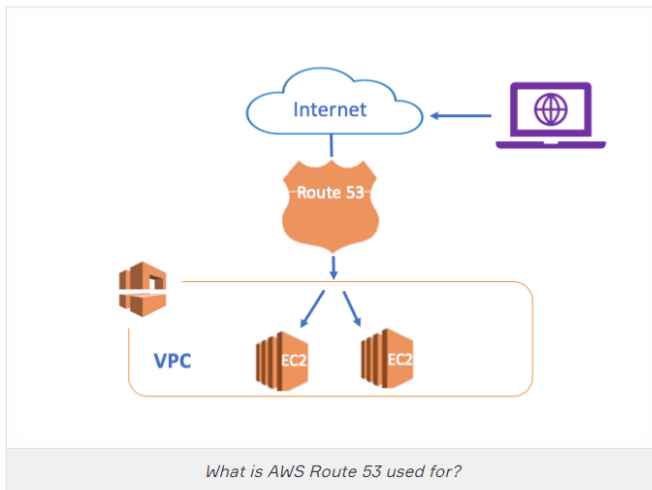 Internet
Route 53
VPC
EC2
EC2
What is AWS Route 53 used for?